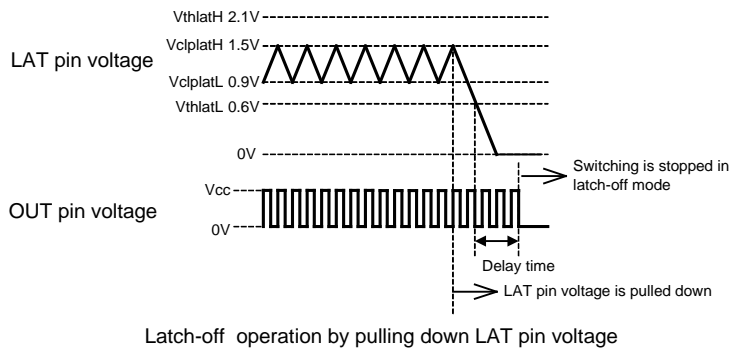 VthlatH 2.1V
VclplatH 1.5V
LAT pin voltage
VclplatL 0.9V
VthlatL 0.6V
0V
Switching is stopped in
latch-off mode
Vcc
OUT pin voltage
0V
Delay time
LAT pin voltage is pulled down
Latch-off operation by pulling down LAT pin voltage